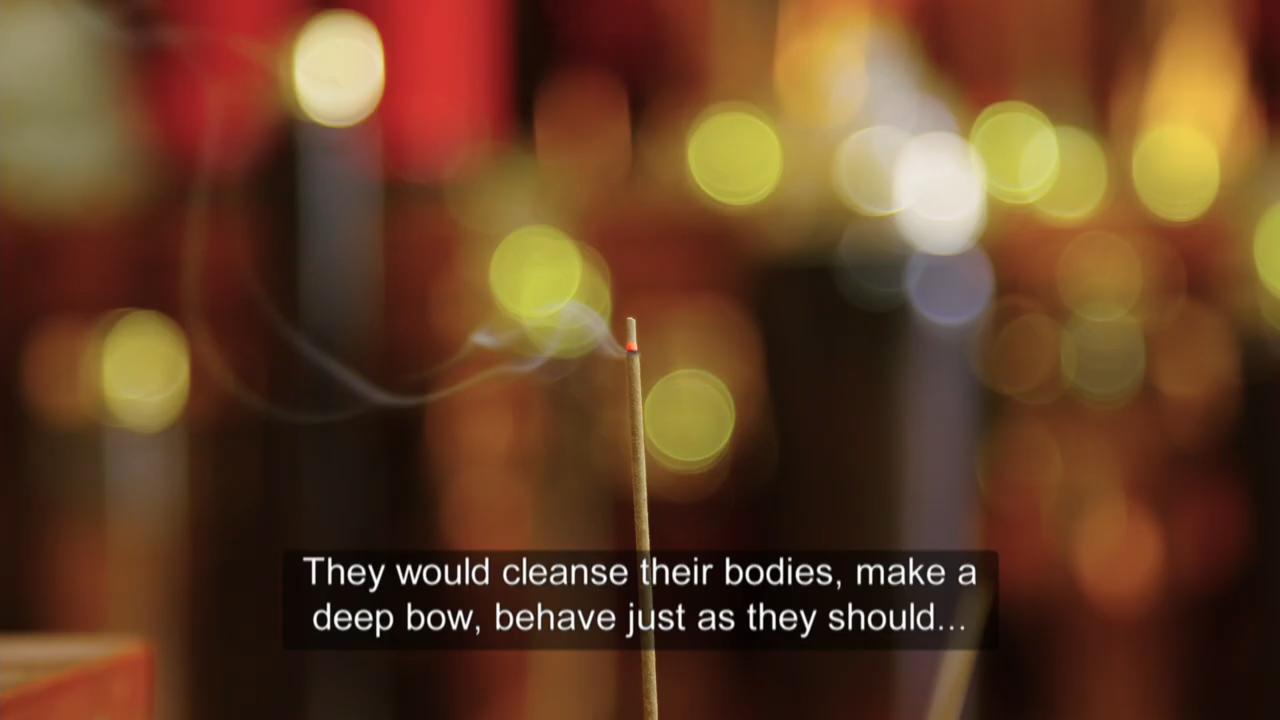 They would cleanse their bodies, make a
deep bow, behave just as they should...